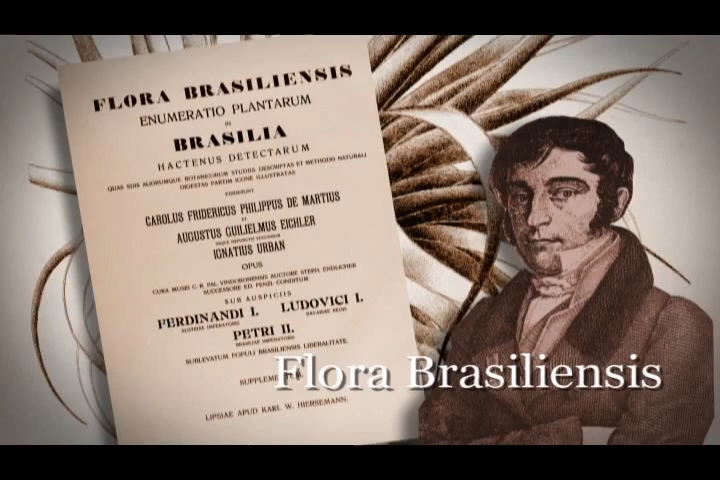 FLORA BRASILIENSIS
ENUMERATIO PLANTARUM
IN
BRASILIA
HACTENUS DETECTARUM
QUAS SUIS ALIORUMQUE BOTANICORUM STUDIIS DESCRIPTAS ET METHODO NATURALI
DIGESTAS PARTIM ICONE ILLUSTRATAS
EDIDERUNT
CAROLUS FRIDERICUS PHILIPPUS DE MARTIUS
ET
AUGUSTUS GUILIELMUS EICHLER
IGNATIUS URBAN
OPUS
CURA MUSEI C. R. PAL. VINDOBONENSIS AUCTORE STEPH. ENDLICHER
SUCCESSORE ED. FENZL CONDITUM
SUB AUSPICIIS
FERDINANDI I. LUDOVICI I.
AUSTRIAE IMPERATORIS BAVARIAE REGIS
PETRI II.
BRASILIAE IMPERATORIS
SUBLEVATUM POPULI BRASILIENSIS LIBERALITATE.
Flora Brasiliensis
LIPSIAE APUD KARL W. HIERSEMANN.